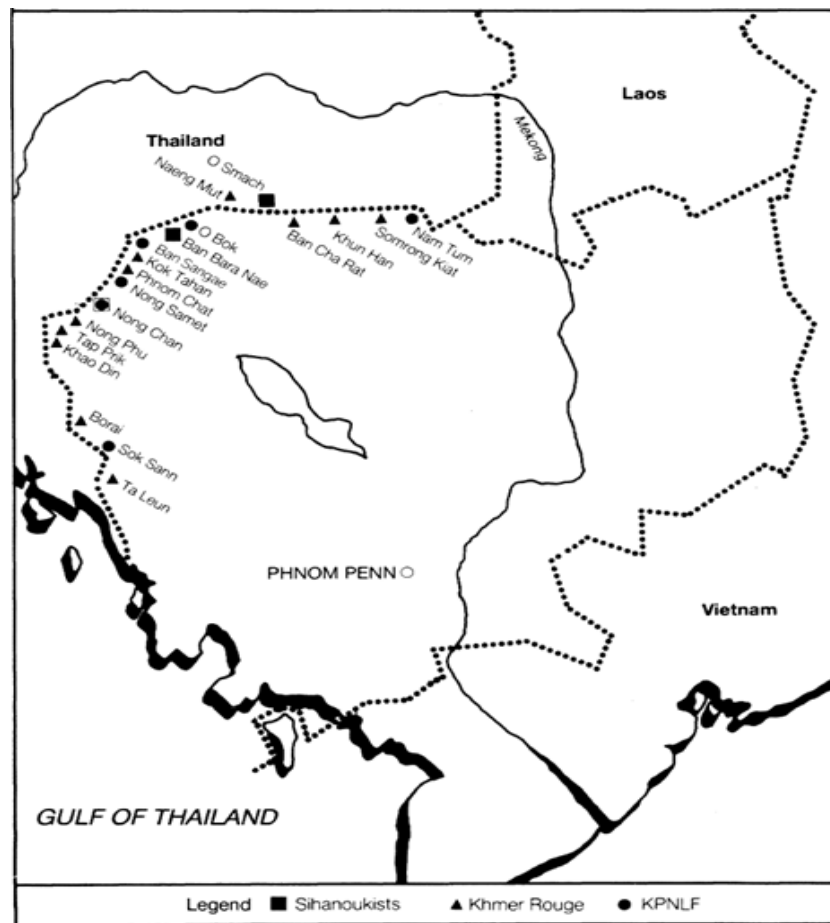 Laos
Mekong
Thailand
O Smach
Naeng Mut
O Bok
Ban Bara Nae
Ban Sangae
Kok Tahan
Phnom Chat
Nong Samet
Nong Chan
Nong Phu
Tap Prik
Khao Din
Ban Cha Rat
Khun Han
Somrong Kiat
Nam Tum
Borai
Sok Sann
Ta Leun
PHNOM PENN
Vietnam
GULF OF THAILAND
Legend Sihanoukists Khmer Rouge KPNLF